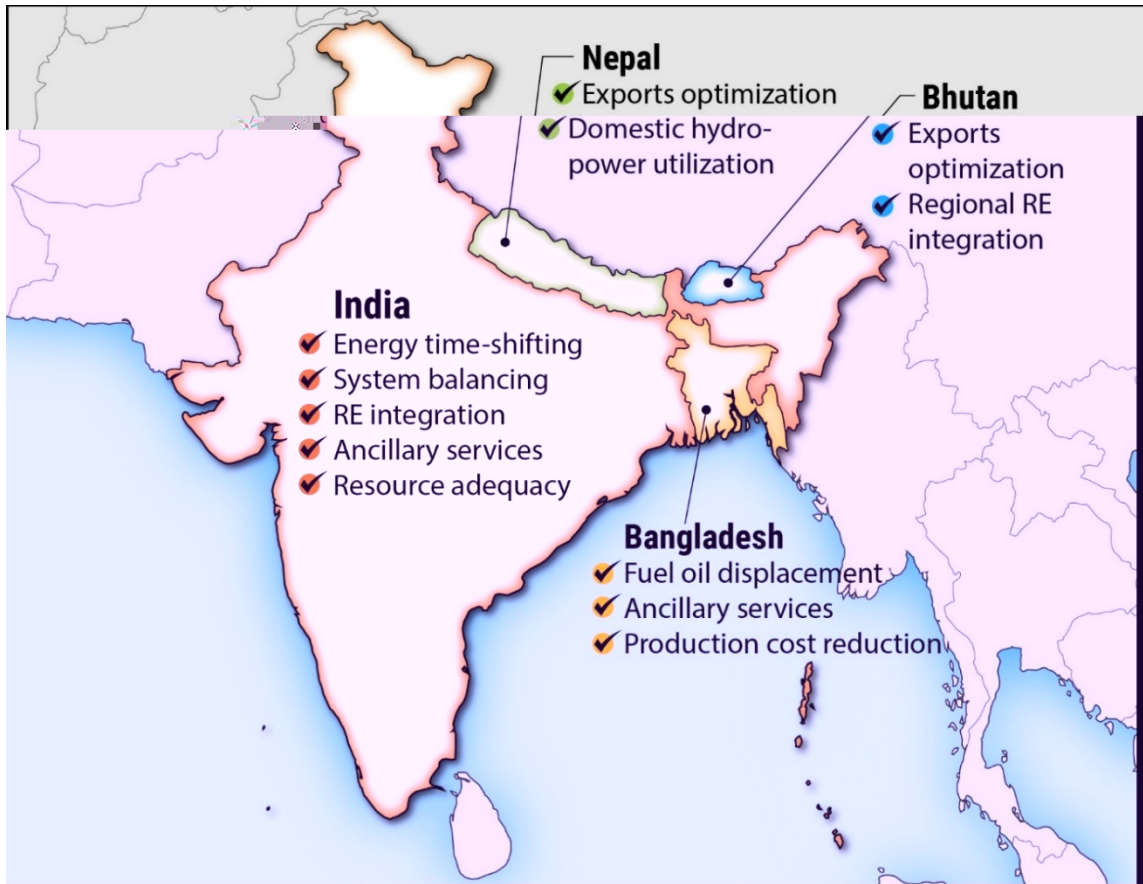 Nepal
Exports optimization
Domestic hydro-
power utilization
Bhutan
Exports
optimization
Regional RE
integration
India
Energy time-shifting
System balancing
RE integration
Ancillary services
Resource adequacy
Bangladesh
Fuel oil displacement
Ancillary services
Production cost reduction